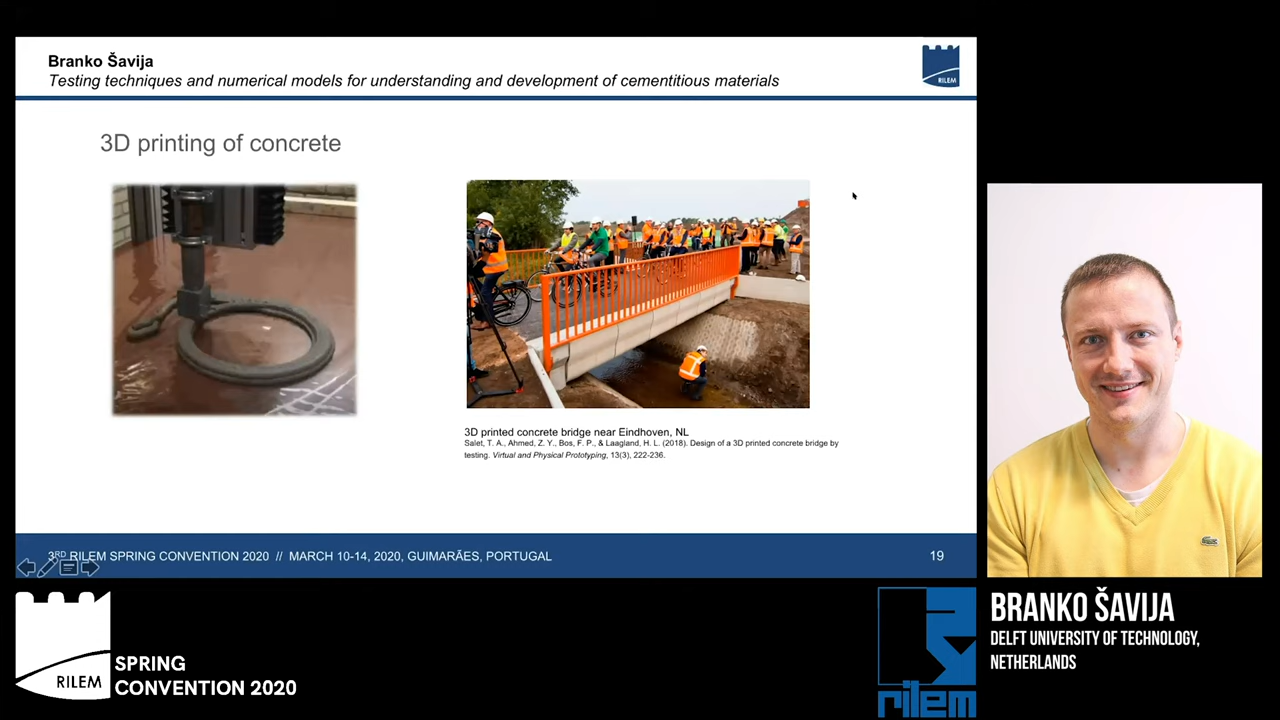 Branko Šavija
Testing techniques and numerical models for understanding and development of cementitious materials
RILEM
3D printing of concrete
3D printed concrete bridge near Eindhoven, NL
Salet, T. A., Ahmed, Z. Y., Bos, F. P., & Laagland, H. L. (2018). Design of a 3D printed concrete bridge by
testing. Virtual and Physical Prototyping, 13(3), 222-236.
3RD RILEM SPRING CONVENTION 2020 // MARCH 10-14, 2020, GUIMARÃES, PORTUGAL
19
RILEM
SPRING
CONVENTION 2020
rilem
BRANKO ŠAVIJA
DELFT UNIVERSITY OF TECHNOLOGY,
NETHERLANDS